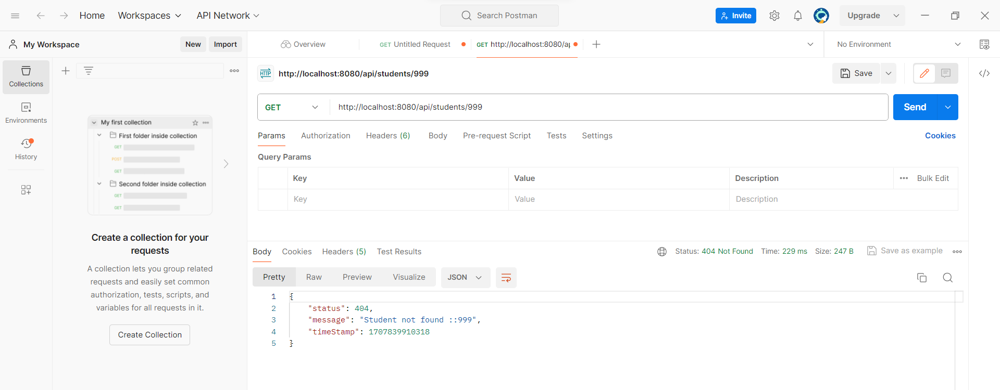 Home Workspaces API Network Search Postman Invite Upgrade
My Workspace New Import Overview GET Untitled Request GET http://localhost:8080/ap No Environment
Collections
Environments
History
My first collection
First folder inside collection
GET
POST
GET
Second folder inside collection
GET
GET
Create a collection for your
requests
A collection lets you group related
requests and easily set common
authorization, tests, scripts, and
variables for all requests in it.
Create Collection
HTTP http://localhost:8080/api/students/999 Save </>
GET http://localhost:8080/api/students/999 Send
Params Authorization Headers (6) Body Pre-request Script Tests Settings Cookies
Query Params
Key Value Description Bulk Edit
Key Value Description
Body Cookies Headers (5) Test Results Status: 404 Not Found Time: 229 ms Size: 247 B Save as example
Pretty Raw Preview Visualize JSON
1 {
2 "status": 404,
3 "message": "Student not found ::999",
4 "timeStamp": 1707839910318
5 }